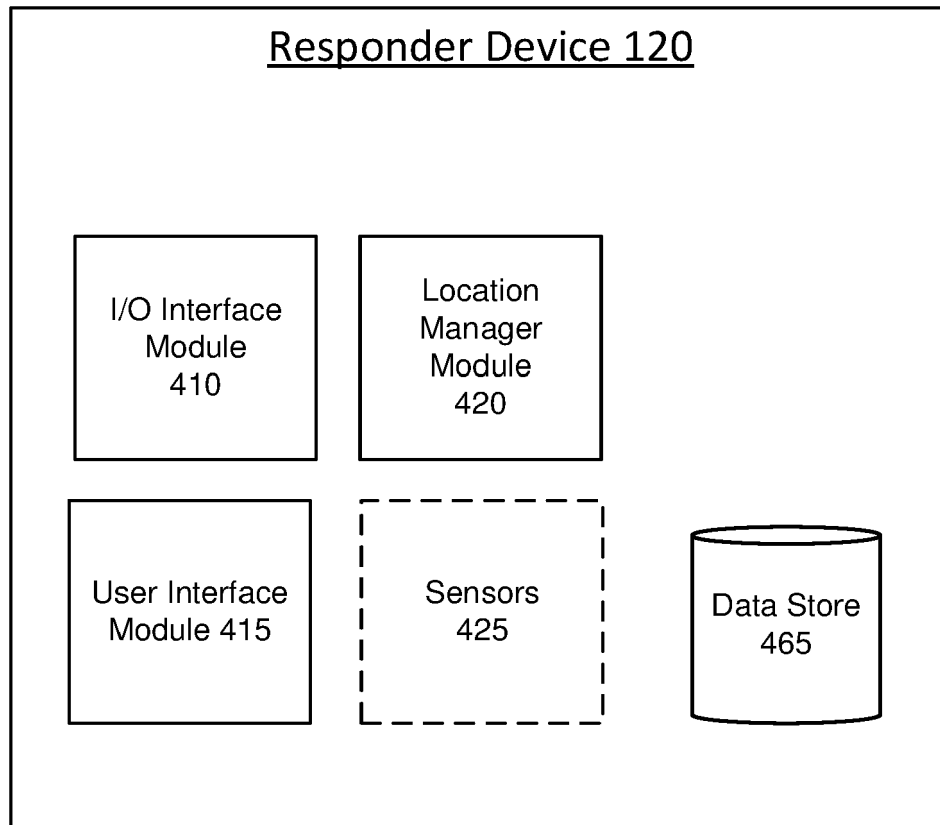 Responder Device 120
I/O Interface
Module
410
Location
Manager
Module
420
User Interface
Module 415
Sensors
425
Data Store
465